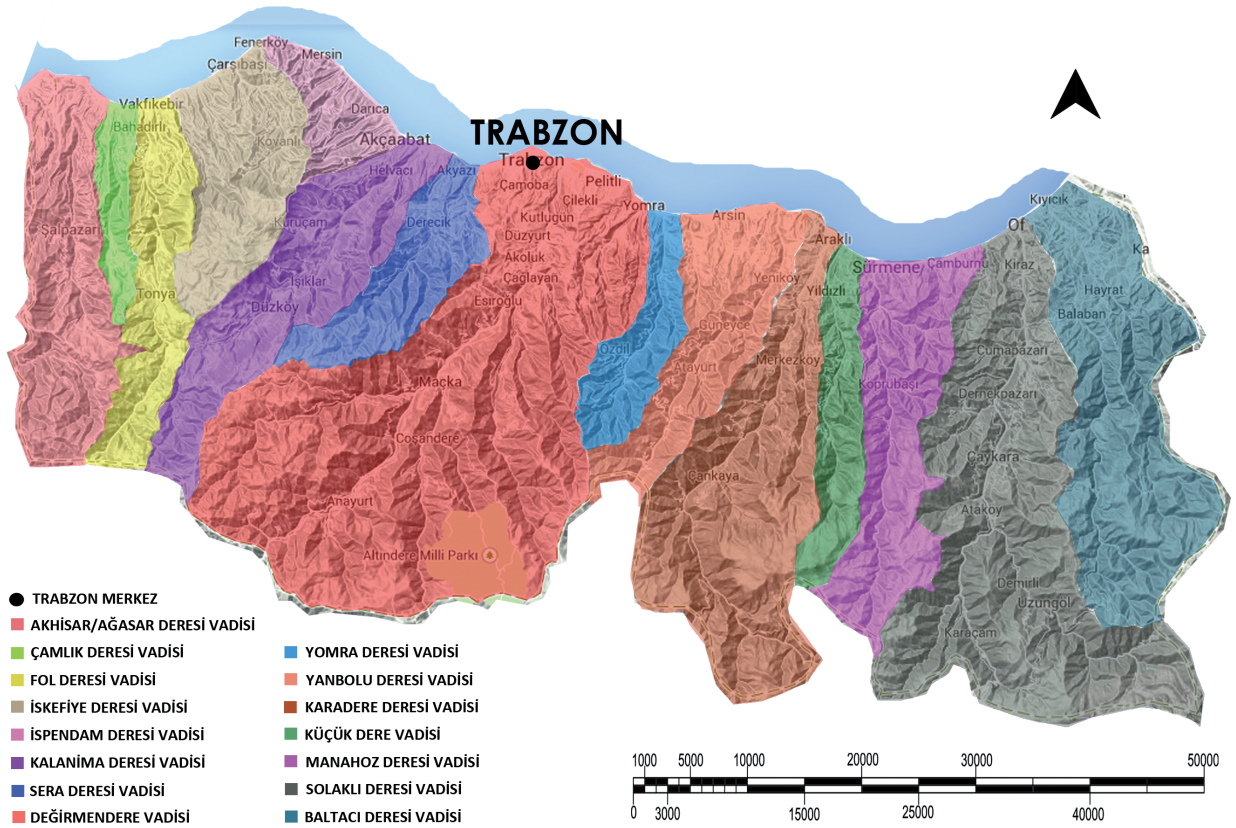 Fenerköy
Mersin
Çarşıbaşı
Vakfıkebir
Darıca
Bahadırlı
TRABZON
Akçaabat
Kovanlı
Trabzon
Helvacı
Akyazı
Çamoba
Pelitli
Kıyıcık
Çilekli
Yomra
Kutlugün
Arsin
Derecik
Kuruçam
Of
Şalpazarı
Düzyurt
Araklı
Ka
Akoluk
Sürmene
Çamburnu
Kiraz
Işıklar
Çağlayan
Yeniköy
Yıldızlı
Hayrat
Tonya
Esiroğlu
Düzköy
Balaban
Güneyce
Özdil
Cumapazarı
Merkezköy
Atayurt
Maçka
Köprübaşı
Dernekpazarı
Coşandere
Çaykara
Çankaya
Anayurt
Ataköy
Altındere Milli Parkı
Demirli
Uzungöl
Karaçam
TRABZON MERKEZ
AKHİSAR/AĞASAR DERESİ VADİSİ
ÇAMLIK DERESİ VADİSİ
FOL DERESİ VADİSİ
İSKEFİYE DERESİ VADİSİ
İSPENDAM DERESİ VADİSİ
KALANİMA DERESİ VADİSİ
SERA DERESİ VADİSİ
DEĞİRMENDERE VADİSİ
YOMRA DERESİ VADİSİ
YANBOLU DERESİ VADİSİ
KARADERE DERESİ VADİSİ
KÜÇÜK DERE VADİSİ
MANAHOZ DERESİ VADİSİ
SOLAKLI DERESİ VADİSİ
BALTACI DERESİ VADİSİ
1000 5000 10000 20000 30000 50000
0 3000 15000 25000 40000